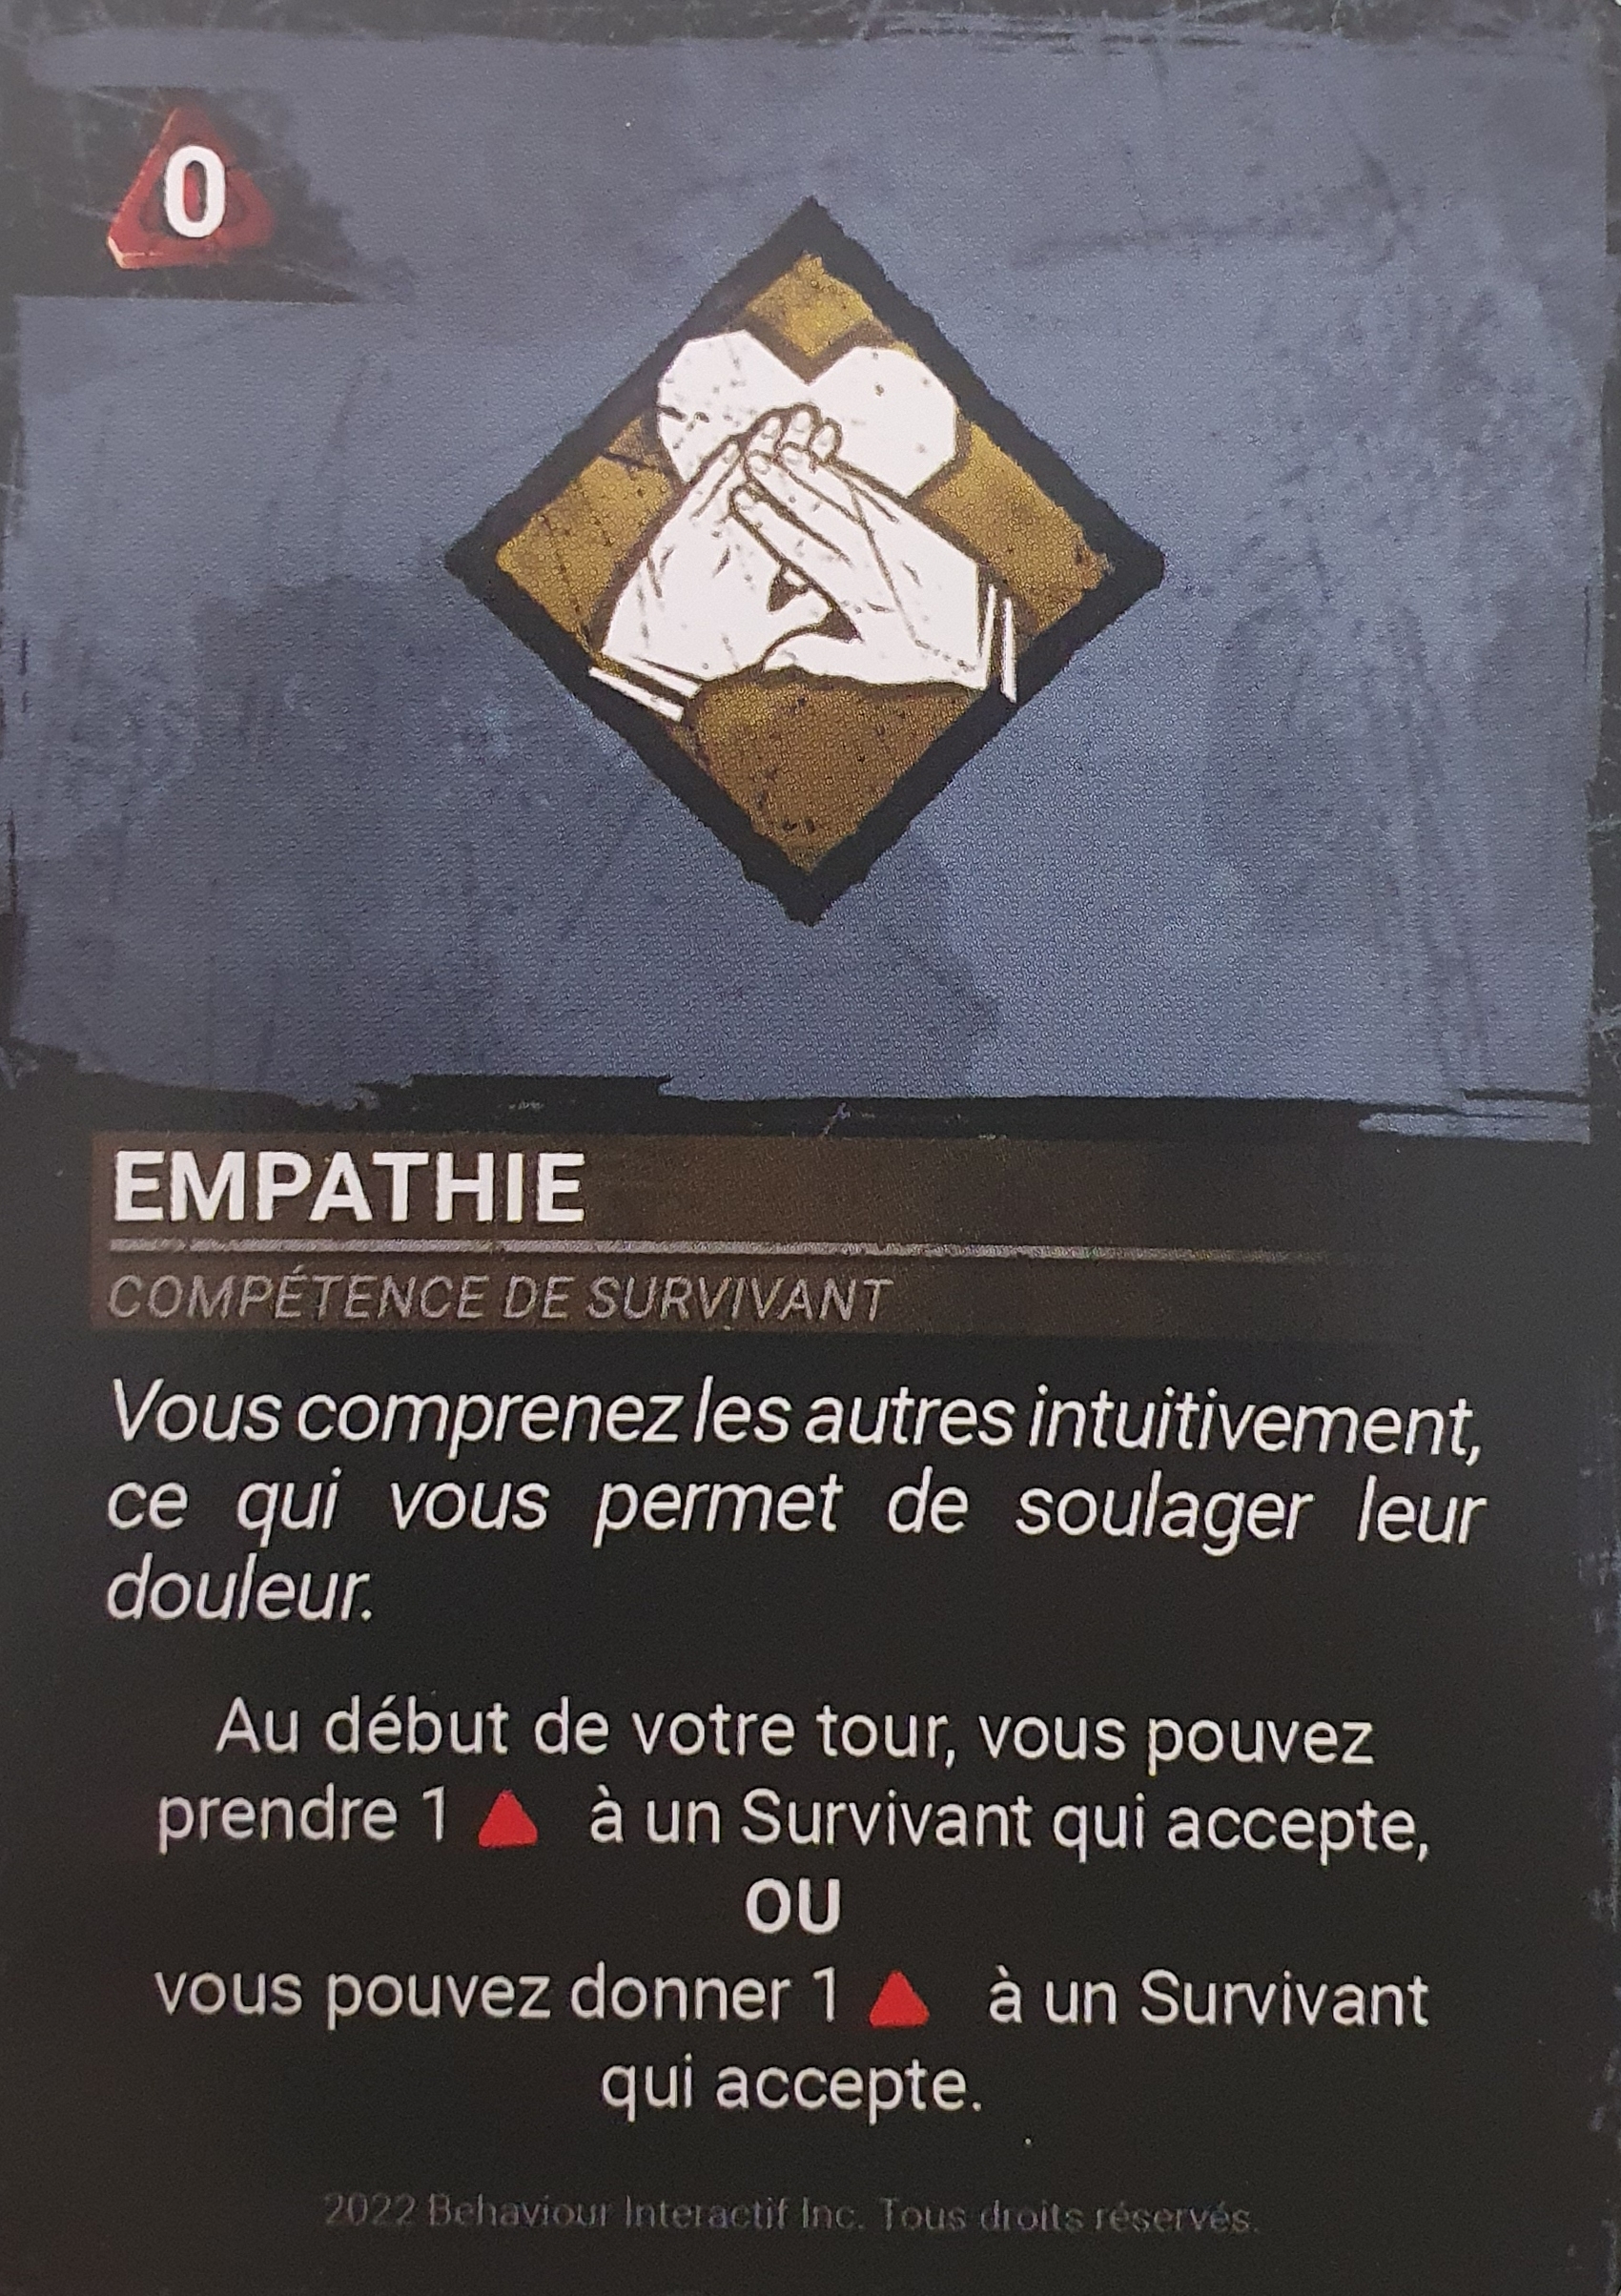 0
EMPATHIE
COMPÉTENCE DE SURVIVANT
Vous comprenez les autres intuitivement,
ce qui vous permet de soulager leur
douleur.
Au début de votre tour, vous pouvez
prendre 1 à un Survivant qui accepte,
OU
vous pouvez donner 1 à un Survivant
qui accepte.
2022 Behaviour Interactif Inc. Tous droits réservés.